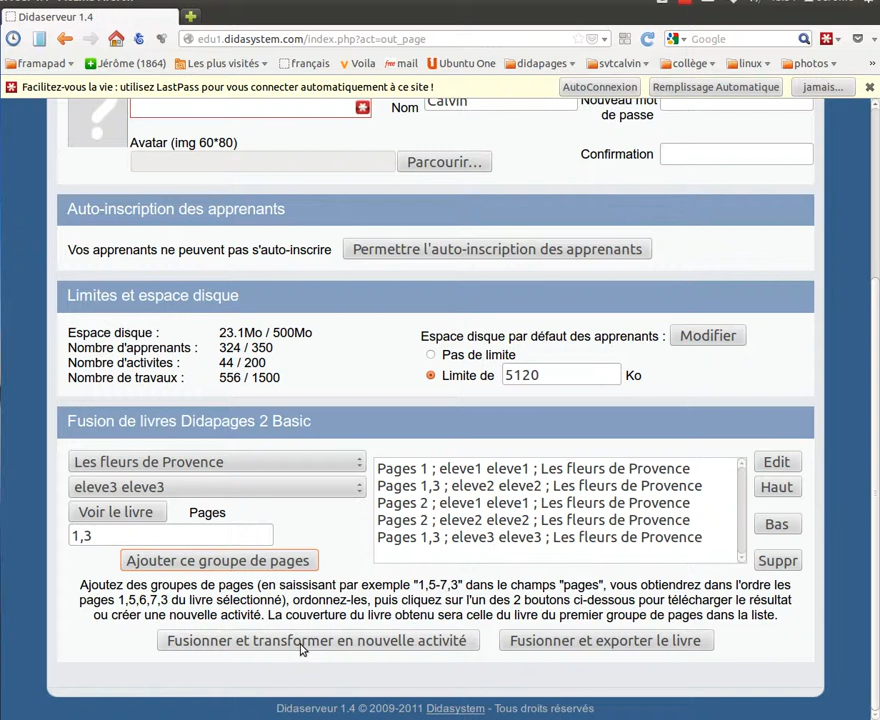 Didaserveur 1.4
edu1.didasystem.com/index.php?act=out_page
Google
framapad Jérôme (1864) Les plus visités français Voila mail Ubuntu One didapages svtcalvin collège linux photos
Facilitez-vous la vie : utilisez LastPass pour vous connecter automatiquement à ce site !
AutoConnexion Remplissage Automatique jamais...
Nom Calvin
Nouveau mot de passe
Avatar (img 60*80)
Parcourir...
Confirmation
Auto-inscription des apprenants
Vos apprenants ne peuvent pas s'auto-inscrire Permettre l'auto-inscription des apprenants
Limites et espace disque
Espace disque : 23.1Mo / 500Mo
Nombre d'apprenants : 324 / 350
Nombre d'activites : 44 / 200
Nombre de travaux : 556 / 1500
Espace disque par défaut des apprenants : Modifier
Pas de limite
Limite de 5120 Ko
Fusion de livres Didapages 2 Basic
Les fleurs de Provence
eleve3 eleve3
Voir le livre Pages
1,3
Ajouter ce groupe de pages
Pages 1 ; eleve1 eleve1 ; Les fleurs de Provence
Pages 1,3 ; eleve2 eleve2 ; Les fleurs de Provence
Pages 2 ; eleve1 eleve1 ; Les fleurs de Provence
Pages 2 ; eleve2 eleve2 ; Les fleurs de Provence
Pages 1,3 ; eleve3 eleve3 ; Les fleurs de Provence
Edit
Haut
Bas
Suppr
Ajoutez des groupes de pages (en saisissant par exemple "1,5-7,3" dans le champs "pages", vous obtiendrez dans l'ordre les
pages 1,5,6,7,3 du livre sélectionné), ordonnez-les, puis cliquez sur l'un des 2 boutons ci-dessous pour télécharger le résultat
ou créer une nouvelle activité. La couverture du livre obtenu sera celle du livre du premier groupe de pages dans la liste.
Fusionner et transformer en nouvelle activité Fusionner et exporter le livre
Didaserveur 1.4 © 2009-2011 Didasystem - Tous droits réservés